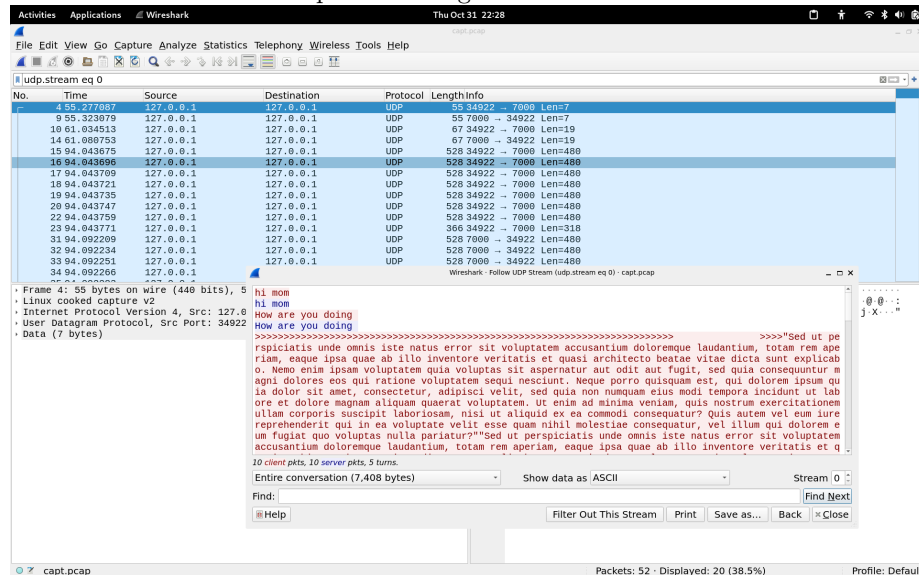 Activities Applications Wireshark Thu Oct 31 22:28
capt.pcap
File Edit View Go Capture Analyze Statistics Telephony Wireless Tools Help
udp.stream eq 0
No. Time Source Destination Protocol Length Info
4 55.277087 127.0.0.1 127.0.0.1 UDP 55 34922 → 7000 Len=7
9 55.323079 127.0.0.1 127.0.0.1 UDP 55 7000 → 34922 Len=7
10 61.034513 127.0.0.1 127.0.0.1 UDP 67 34922 → 7000 Len=19
14 61.080753 127.0.0.1 127.0.0.1 UDP 67 7000 → 34922 Len=19
15 94.043675 127.0.0.1 127.0.0.1 UDP 528 34922 → 7000 Len=480
16 94.043696 127.0.0.1 127.0.0.1 UDP 528 34922 → 7000 Len=480
17 94.043709 127.0.0.1 127.0.0.1 UDP 528 34922 → 7000 Len=480
18 94.043721 127.0.0.1 127.0.0.1 UDP 528 34922 → 7000 Len=480
19 94.043735 127.0.0.1 127.0.0.1 UDP 528 34922 → 7000 Len=480
20 94.043747 127.0.0.1 127.0.0.1 UDP 528 34922 → 7000 Len=480
22 94.043759 127.0.0.1 127.0.0.1 UDP 528 34922 → 7000 Len=480
23 94.043771 127.0.0.1 127.0.0.1 UDP 366 34922 → 7000 Len=318
31 94.092209 127.0.0.1 127.0.0.1 UDP 528 7000 → 34922 Len=480
32 94.092234 127.0.0.1 127.0.0.1 UDP 528 7000 → 34922 Len=480
33 94.092251 127.0.0.1 127.0.0.1 UDP 528 7000 → 34922 Len=480
34 94.092266
Wireshark · Follow UDP Stream (udp.stream eq 0) · capt.pcap
Frame 4: 55 bytes on wire (440 bits), 5
Linux cooked capture v2
Internet Protocol Version 4, Src: 127.0
User Datagram Protocol, Src Port: 34922
Data (7 bytes)
hi mom
hi mom
How are you doing
How are you doing
>>>>>>>>>>>>>>>>>>>>>>>>>>>>>>>>>>>>>>>>>>>>>>>>>>>>>>>>>>>>>>>>>>>>>>>> >>>>"Sed ut pe
rspiciatis unde omnis iste natus error sit voluptatem accusantium doloremque laudantium, totam rem ape
riam, eaque ipsa quae ab illo inventore veritatis et quasi architecto beatae vitae dicta sunt explicab
o. Nemo enim ipsam voluptatem quia voluptas sit aspernatur aut odit aut fugit, sed quia consequuntur m
agni dolores eos qui ratione voluptatem sequi nesciunt. Neque porro quisquam est, qui dolorem ipsum qu
ia dolor sit amet, consectetur, adipisci velit, sed quia non numquam eius modi tempora incidunt ut lab
ore et dolore magnam aliquam quaerat voluptatem. Ut enim ad minima veniam, quis nostrum exercitationem
ullam corporis suscipit laboriosam, nisi ut aliquid ex ea commodi consequatur? Quis autem vel eum iure
reprehenderit qui in ea voluptate velit esse quam nihil molestiae consequatur, vel illum qui dolorem e
um fugiat quo voluptas nulla pariatur?""Sed ut perspiciatis unde omnis iste natus error sit voluptatem
accusantium doloremque laudantium, totam rem aperiam, eaque ipsa quae ab illo inventore veritatis et q
10 client pkts, 10 server pkts, 5 turns.
Entire conversation (7,408 bytes) Show data as ASCII Stream 0
Find: Find Next
Help Filter Out This Stream Print Save as... Back Close
capt.pcap Packets: 52 · Displayed: 20 (38.5%) Profile: Defau